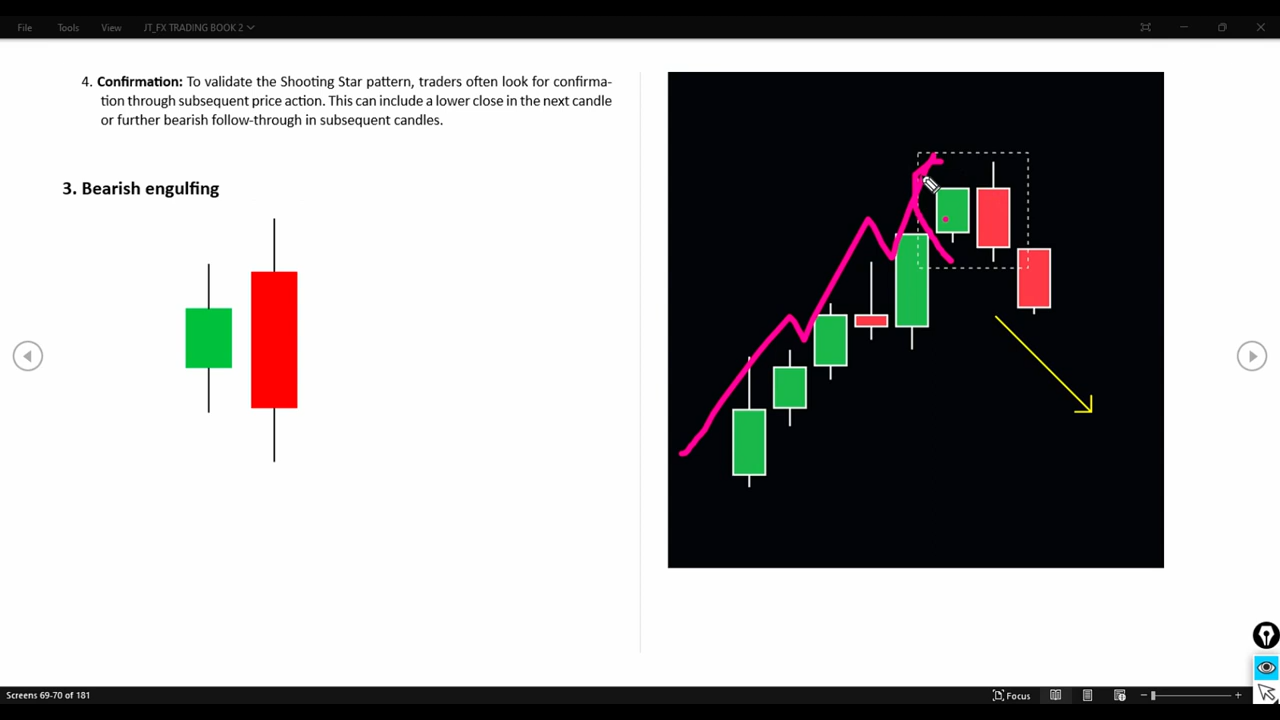 File Tools View JT_FX TRADING BOOK 2
4. Confirmation: To validate the Shooting Star pattern, traders often look for confirma-
tion through subsequent price action. This can include a lower close in the next candle
or further bearish follow-through in subsequent candles.
3. Bearish engulfing
Screens 69-70 of 181
Focus